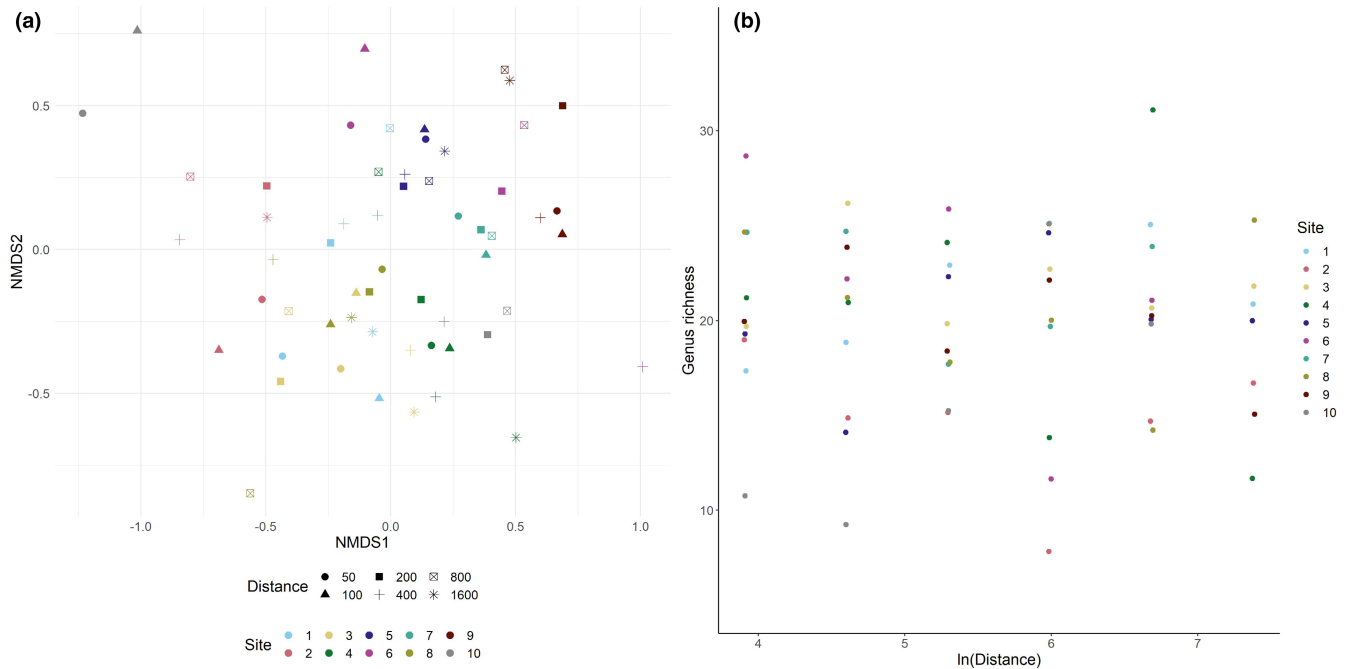 (a)
0.5
0.0
-0.5
NMDS2
-1.0 -0.5 0.0 0.5 1.0
NMDS1
Distance 50 200 800
100 400 1600
Site 1 3 5 7 9
2 4 6 8 10
(b)
30
20
10
Genus richness
4 5 6 7
ln(Distance)
Site
1
2
3
4
5
6
7
8
9
10